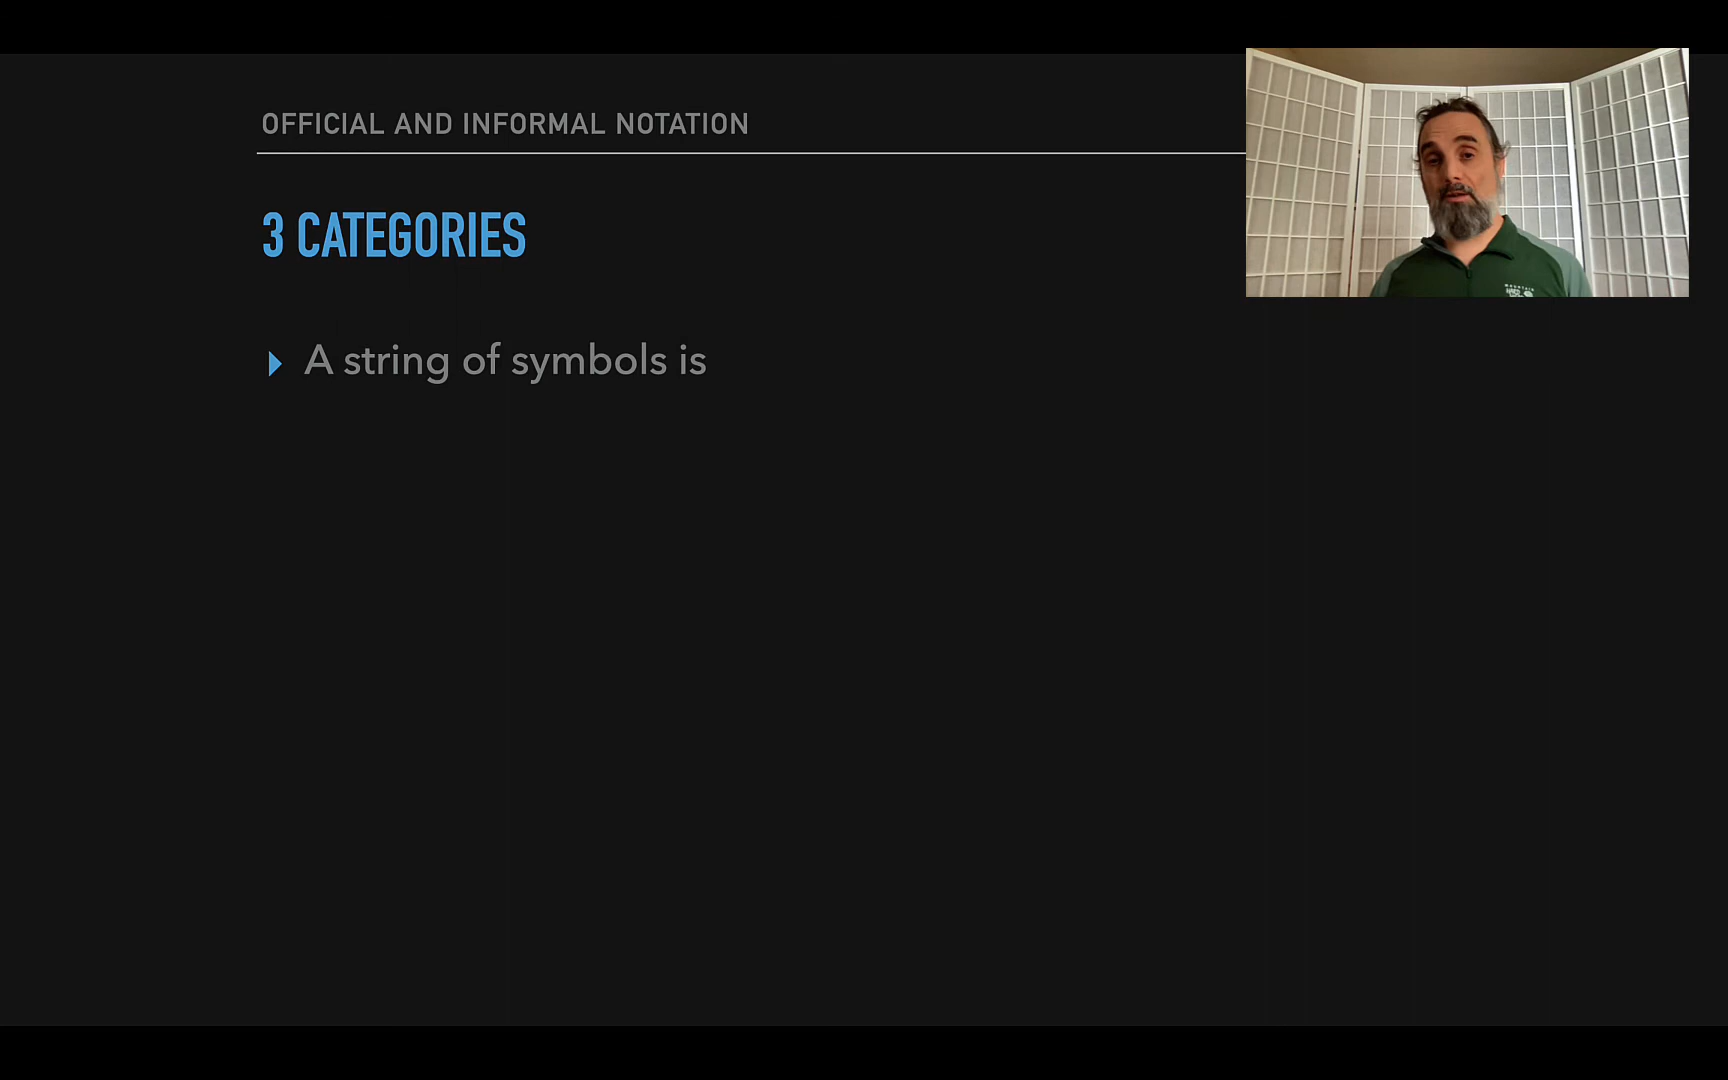 OFFICIAL AND INFORMAL NOTATION
3 CATEGORIES
A string of symbols is